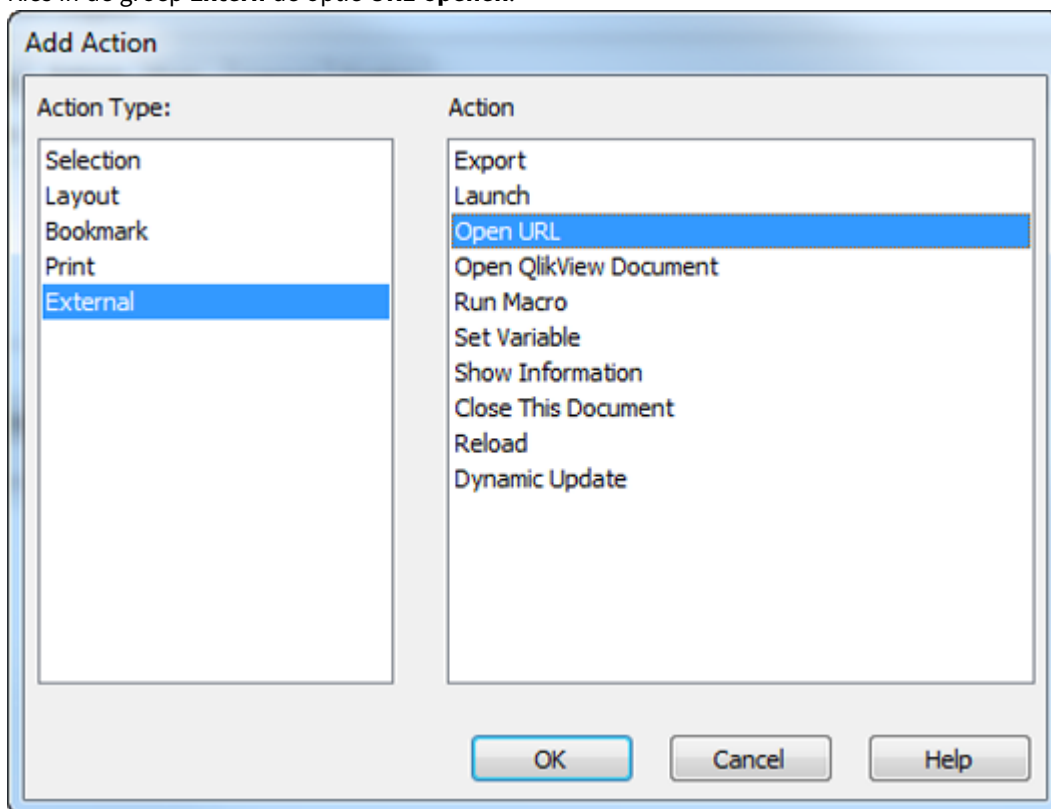 Add Action
Action Type:
Selection
Layout
Bookmark
Print
External
Action
Export
Launch
Open URL
Open QlikView Document
Run Macro
Set Variable
Show Information
Close This Document
Reload
Dynamic Update
OK
Cancel
Help